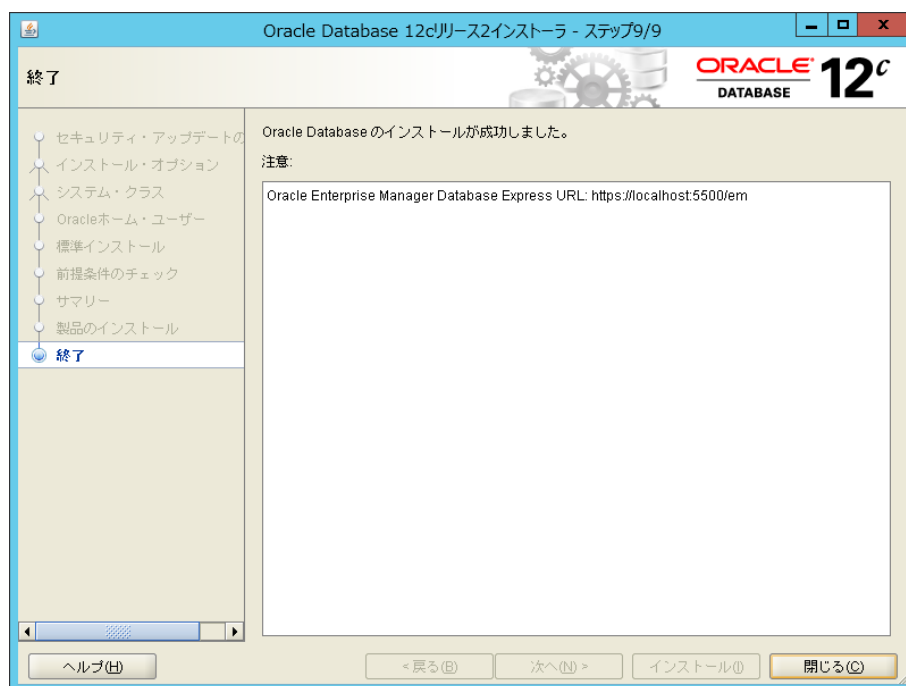 Oracle Database 12cリリース2インストーラ - ステップ9/9
終了
ORACLE
DATABASE
12c
セキュリティ・アップデートの
インストール・オプション
システム・クラス
Oracleホーム・ユーザー
標準インストール
前提条件のチェック
サマリー
製品のインストール
終了
Oracle Database のインストールが成功しました。
注意:
Oracle Enterprise Manager Database Express URL: https://localhost:5500/em
ヘルプ(H)
< 戻る(B)
次へ(N) >
インストール(I)
閉じる(C)